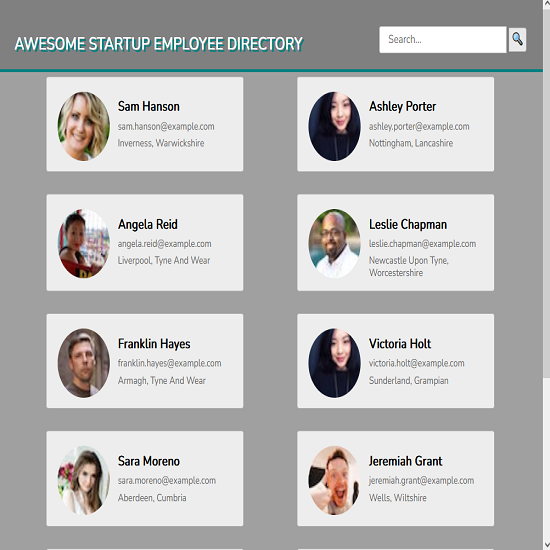 AWESOME STARTUP EMPLOYEE DIRECTORY
Search...
Sam Hanson
sam.hanson@example.com
Inverness, Warwickshire
Ashley Porter
ashley.porter@example.com
Nottingham, Lancashire
Angela Reid
angela.reid@example.com
Liverpool, Tyne And Wear
Leslie Chapman
leslie.chapman@example.com
Newcastle Upon Tyne,
Worcestershire
Franklin Hayes
franklin.hayes@example.com
Armagh, Tyne And Wear
Victoria Holt
victoria.holt@example.com
Sunderland, Grampian
Sara Moreno
sara.moreno@example.com
Aberdeen, Cumbria
Jeremiah Grant
jeremiah.grant@example.com
Wells, Wiltshire